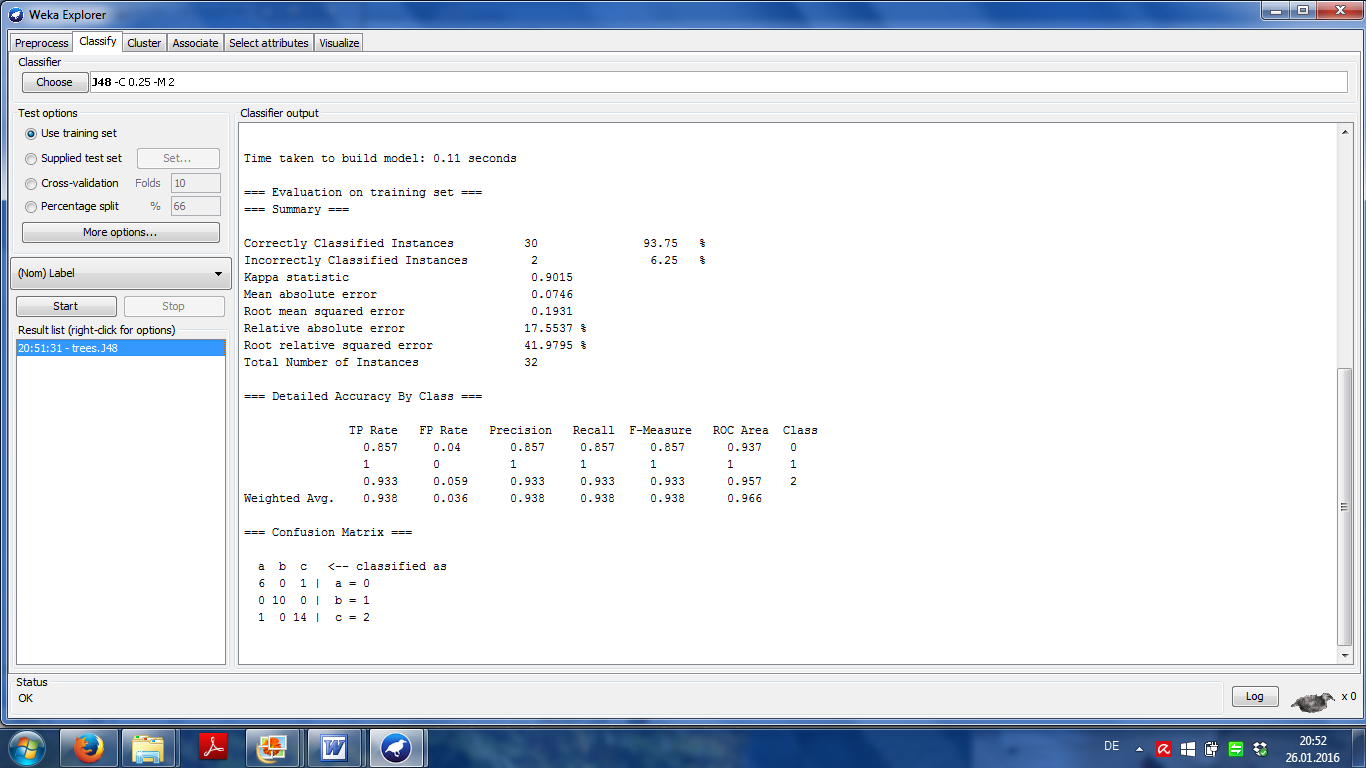 Weka Explorer
Preprocess Classify Cluster Associate Select attributes Visualize
Classifier
Choose J48 -C 0.25 -M 2
Test options
Use training set
Supplied test set Set...
Cross-validation Folds 10
Percentage split % 66
More options...
(Nom) Label
Start Stop
Result list (right-click for options)
20:51:31 - trees.J48
Classifier output
Time taken to build model: 0.11 seconds
=== Evaluation on training set ===
=== Summary ===
Correctly Classified Instances 30 93.75 %
Incorrectly Classified Instances 2 6.25 %
Kappa statistic 0.9015
Mean absolute error 0.0746
Root mean squared error 0.1931
Relative absolute error 17.5537 %
Root relative squared error 41.9795 %
Total Number of Instances 32
=== Detailed Accuracy By Class ===
TP Rate FP Rate Precision Recall F-Measure ROC Area Class
0.857 0.04 0.857 0.857 0.857 0.937 0
1 0 1 1 1 1 1
0.933 0.059 0.933 0.933 0.933 0.957 2
Weighted Avg. 0.938 0.036 0.938 0.938 0.938 0.966
=== Confusion Matrix ===
a b c <-- classified as
6 0 1 | a = 0
0 10 0 | b = 1
1 0 14 | c = 2
Status
OK
Log x 0
DE
20:52
26.01.2016